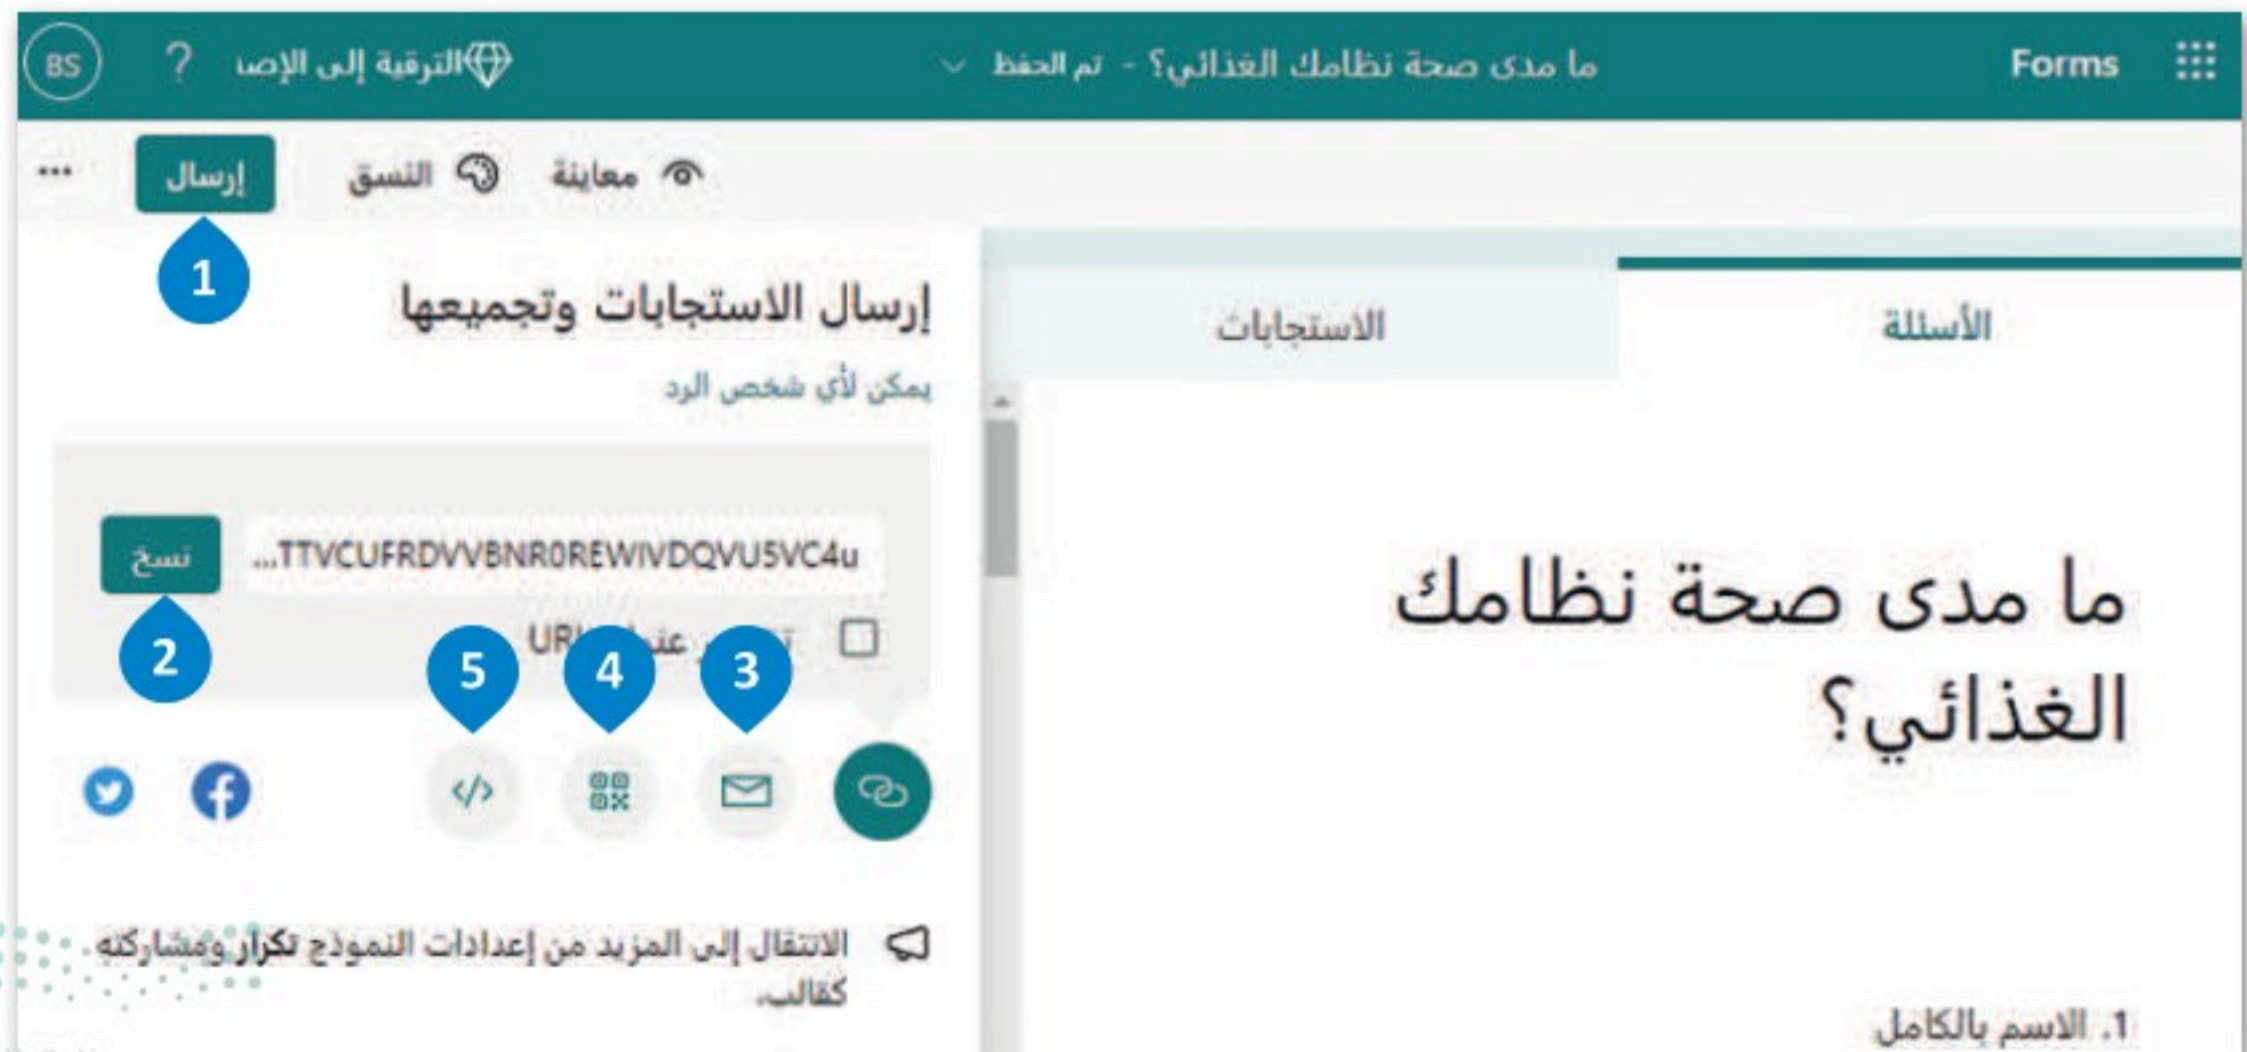 Forms
ما مدى صحة نظامك الغذائي؟ - تم الحفظ
الترقية إلى الإصد
?
BS
معاينة
النسق
إرسال
...
1
الأسئلة
الاستجابات
إرسال الاستجابات وتجميعها
يمكن لأي شخص الرد
...TTVCUFRDVVBNR0REWIVDQVU5VC4u
نسخ
2
URL
3
4
5
</>
f
الانتقال إلى المزيد من إعدادات النموذج تكرار ومشاركته
كقالب.
ما مدى صحة نظامك
الغذائي؟
1. الاسم بالكامل